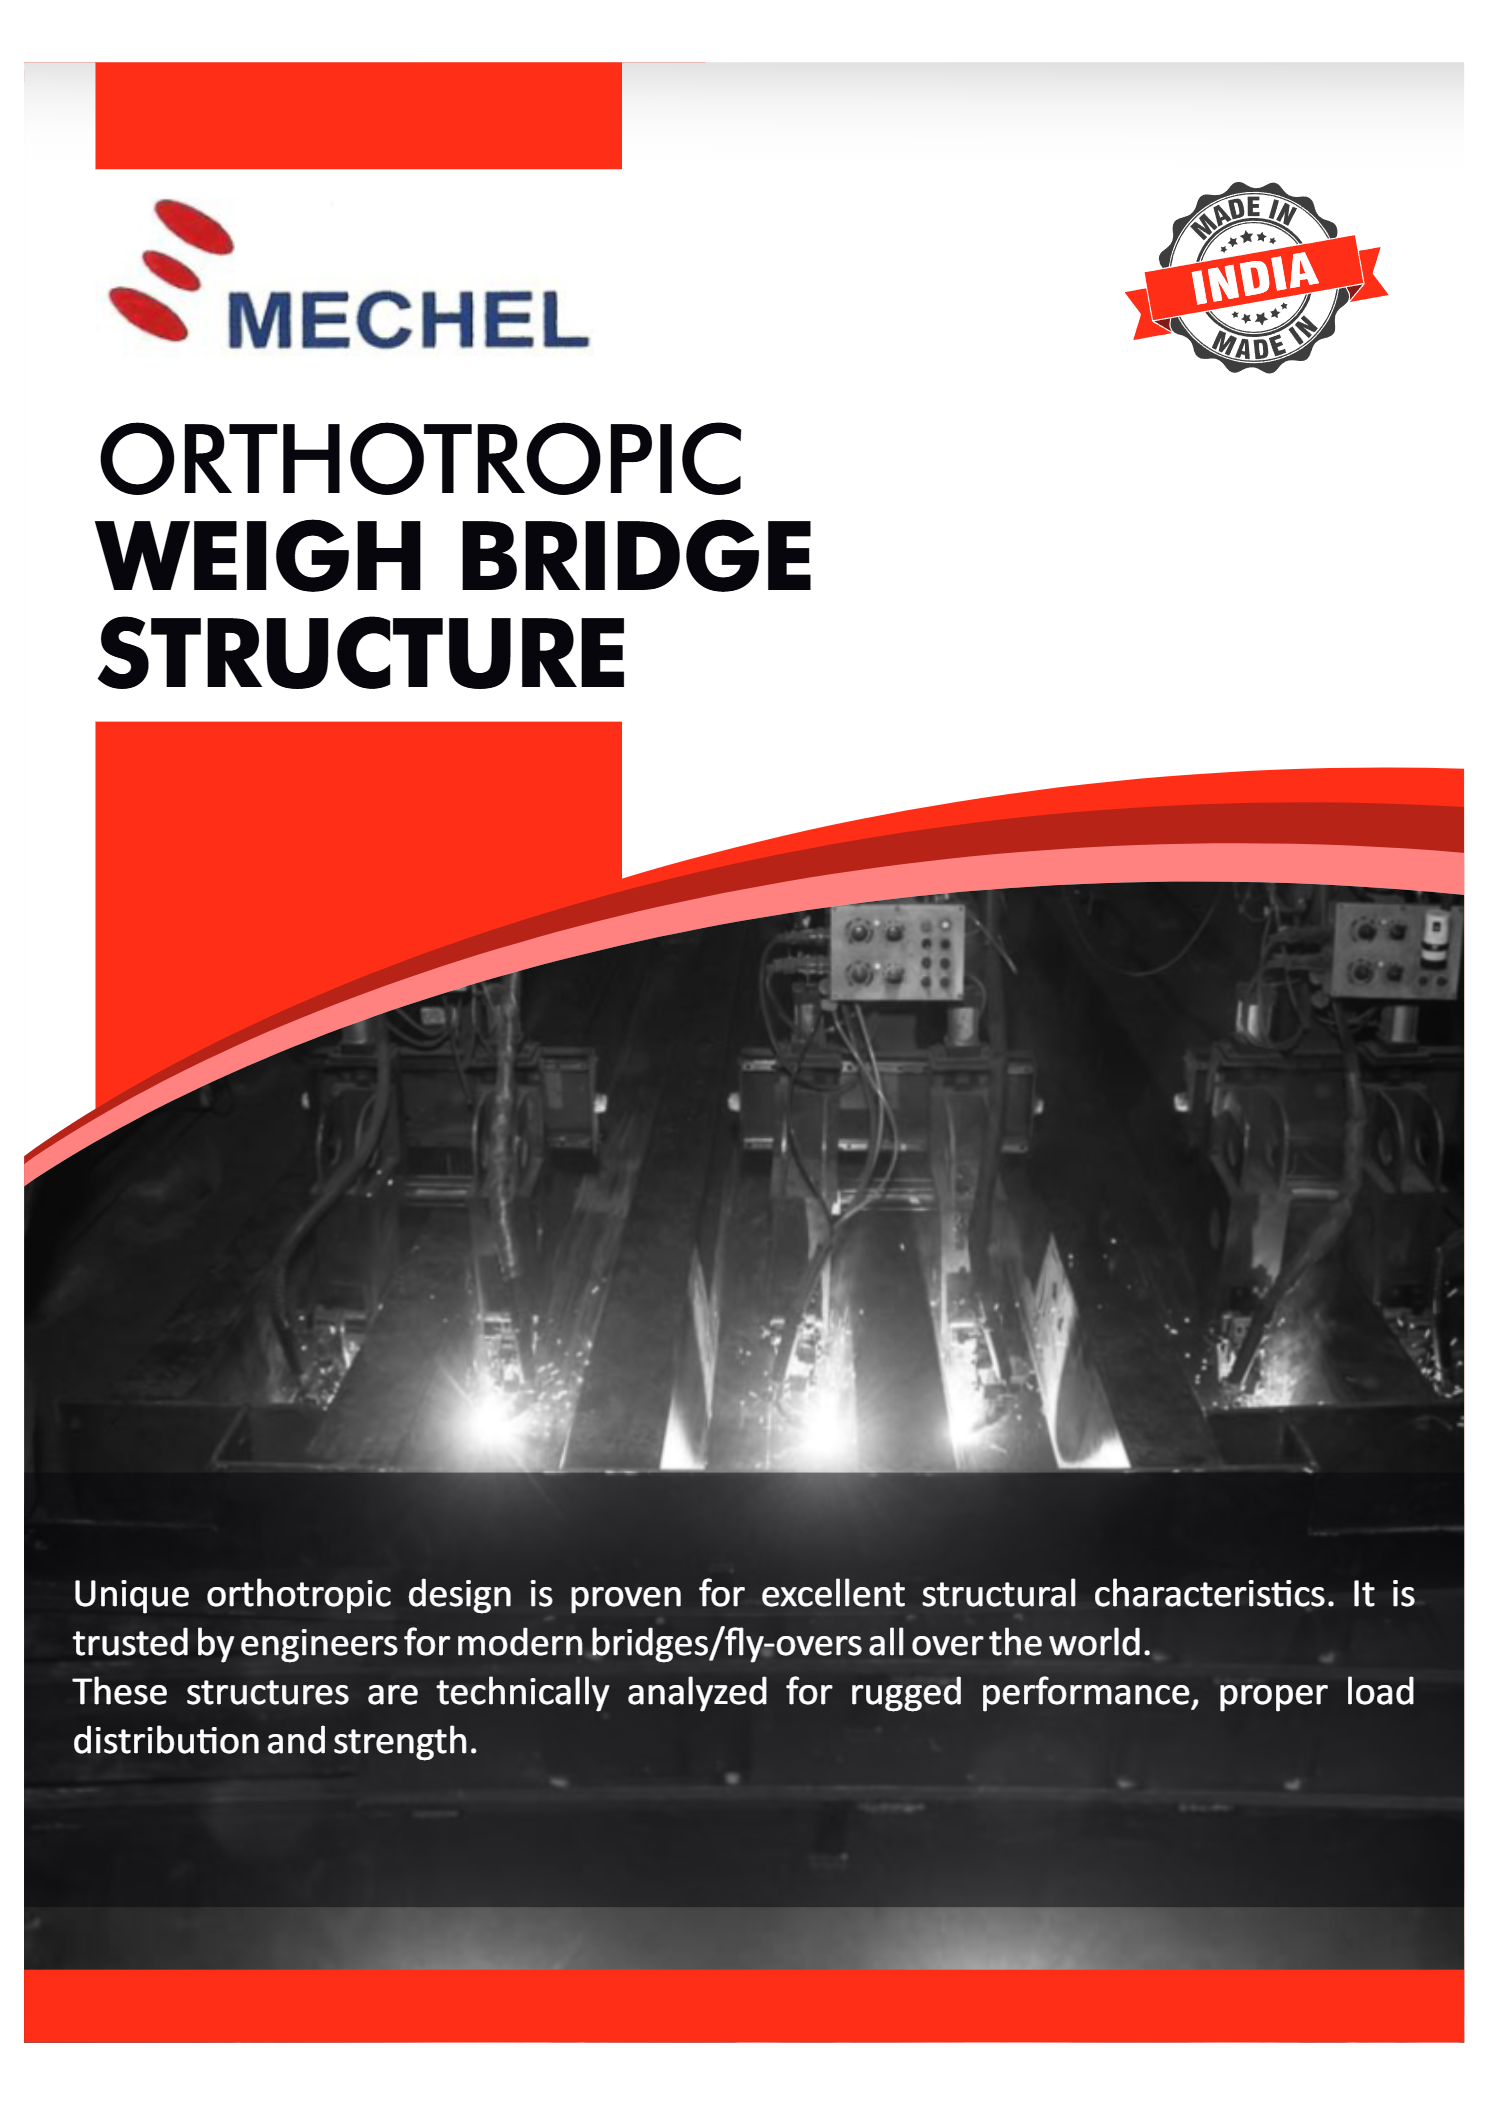 MECHEL
MADE IN
INDIA
MADE IN
ORTHOTROPIC
WEIGH BRIDGE
STRUCTURE
Unique orthotropic design is proven for excellent structural characteristics. It is
trusted by engineers for modern bridges/fly-overs all over the world.
These structures are technically analyzed for rugged performance, proper load
distribution and strength.